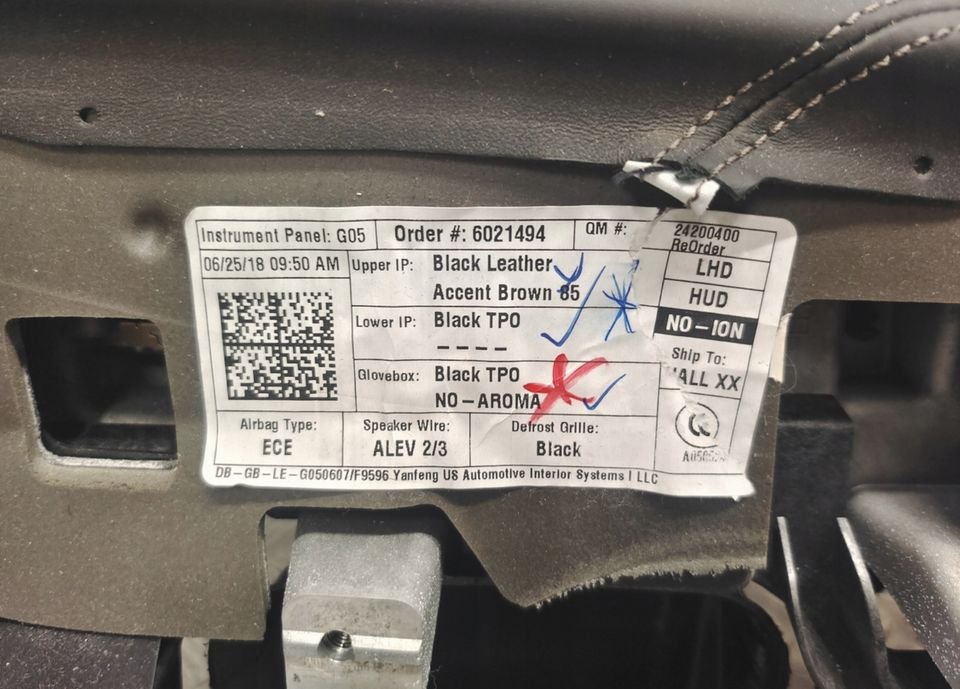 Instrument Panel: G05
Order #: 6021494
QM #:
24200400
ReOrder
06/25/18 09:50 AM
Upper IP: Black Leather
Accent Brown 85
LHD
HUD
Lower IP: Black TPO
----
NO-ION
Glovebox: Black TPO
NO-AROMA
Ship To:
XX
Airbag Type:
ECE
Speaker Wire:
ALEV 2/3
Defrost Grille:
Black
DB-GB-LE-G050607/F9596 Yanfeng US Automotive Interior Systems I LLC